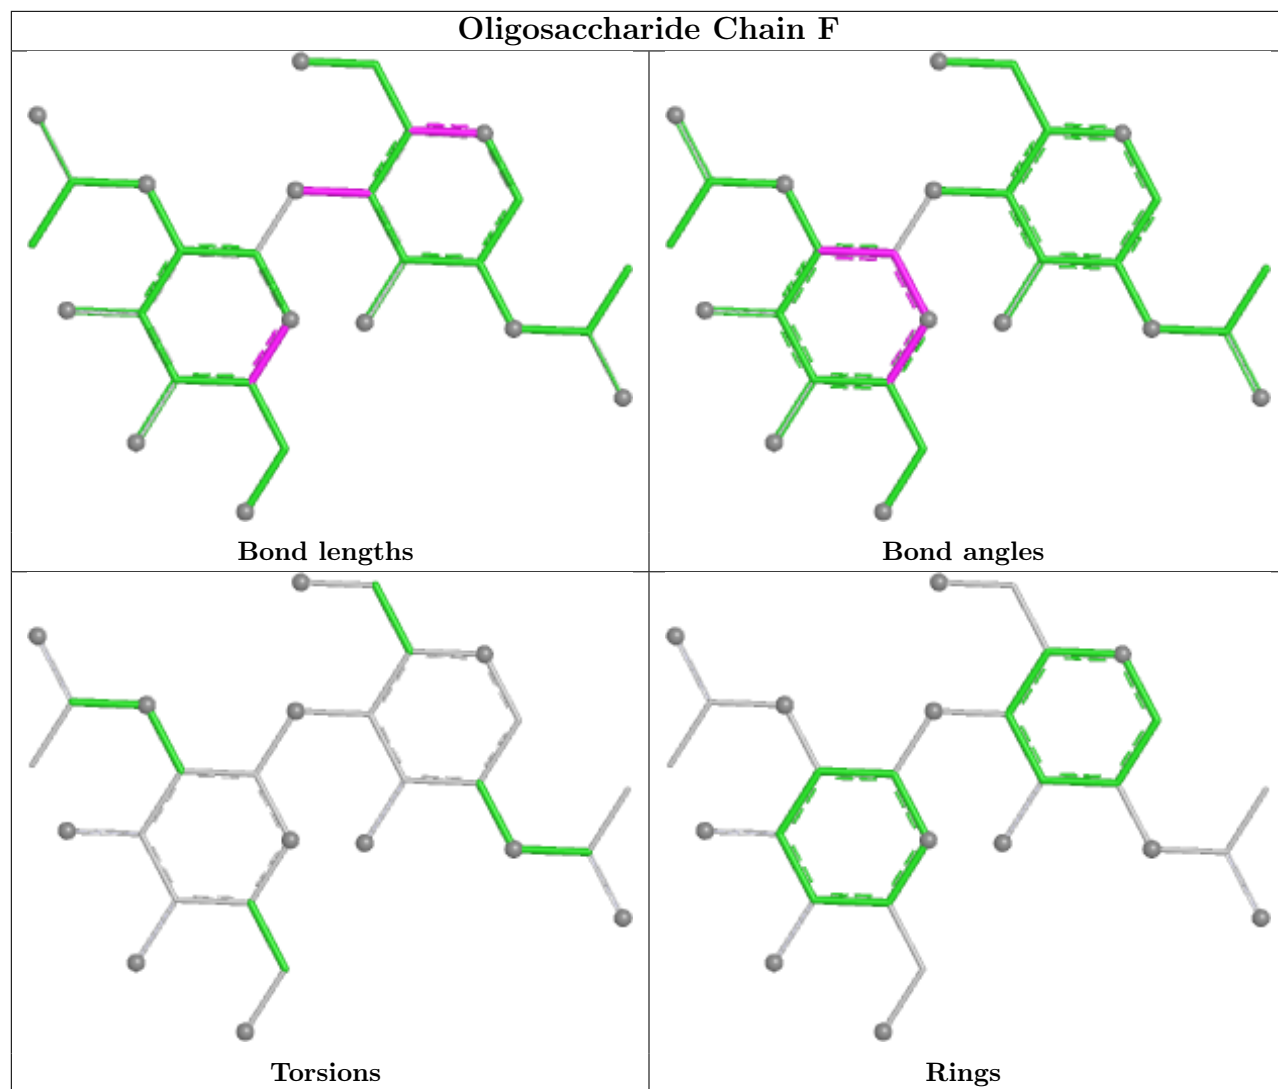 Oligosaccharide Chain F
Bond lengths
Bond angles
Torsions
Rings